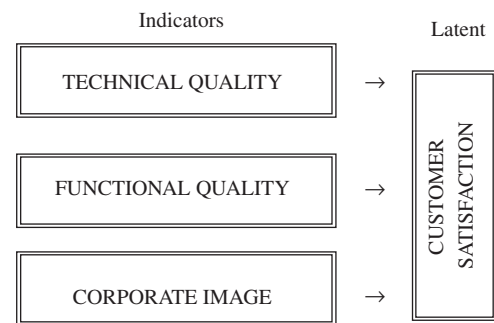 Indicators
Latent
TECHNICAL QUALITY →
FUNCTIONAL QUALITY →
CORPORATE IMAGE →
CUSTOMER
SATISFACTION